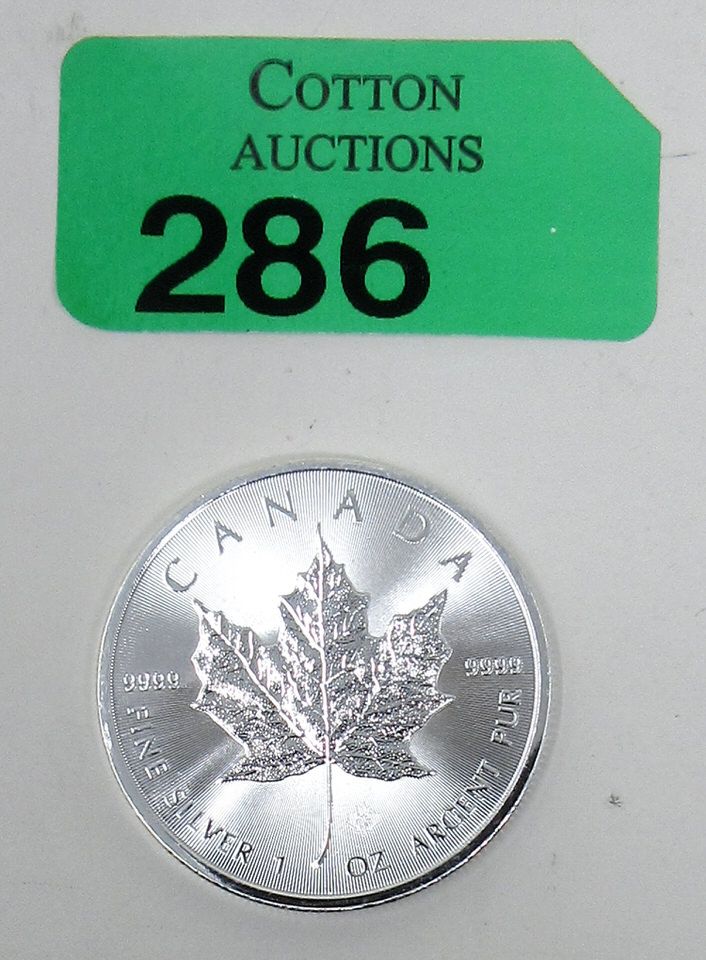 COTTON
AUCTIONS
286
CANADA
9999 9999
FINE SILVER 1 OZ ARGENT PUR